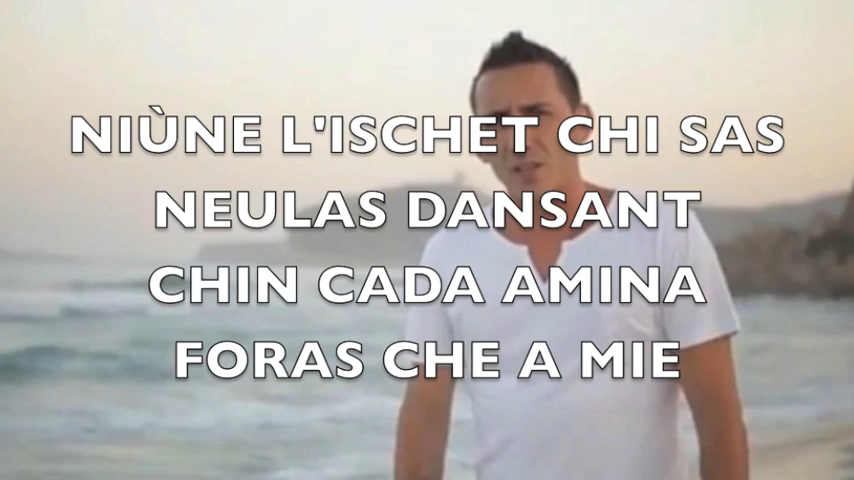 NIÙNE L'ISCHET CHI SAS
NEULAS DANSANT
CHIN CADA AMINA
FORAS CHE A MIE